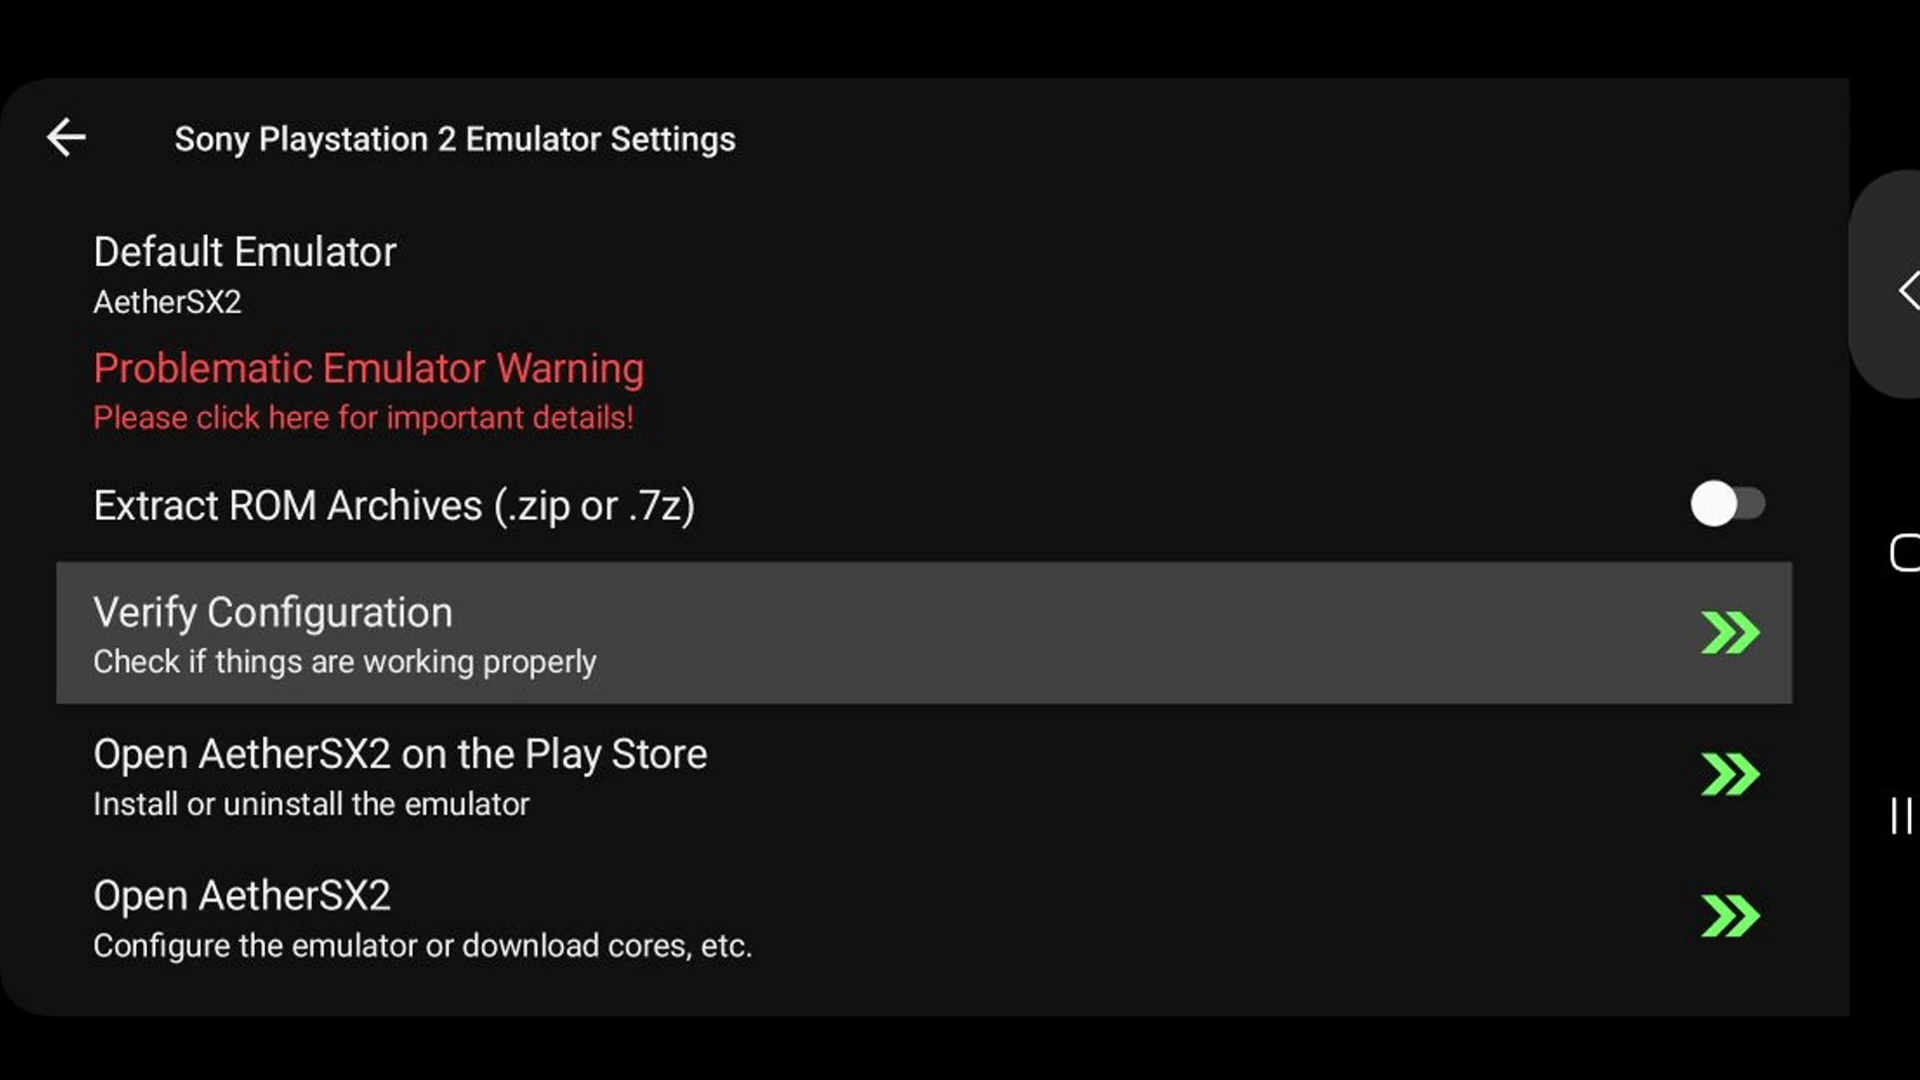 Sony Playstation 2 Emulator Settings
Default Emulator
AetherSX2
Problematic Emulator Warning
Please click here for important details!
Extract ROM Archives (.zip or .7z)
Verify Configuration
Check if things are working properly
Open AetherSX2 on the Play Store
Install or uninstall the emulator
Open AetherSX2
Configure the emulator or download cores, etc.